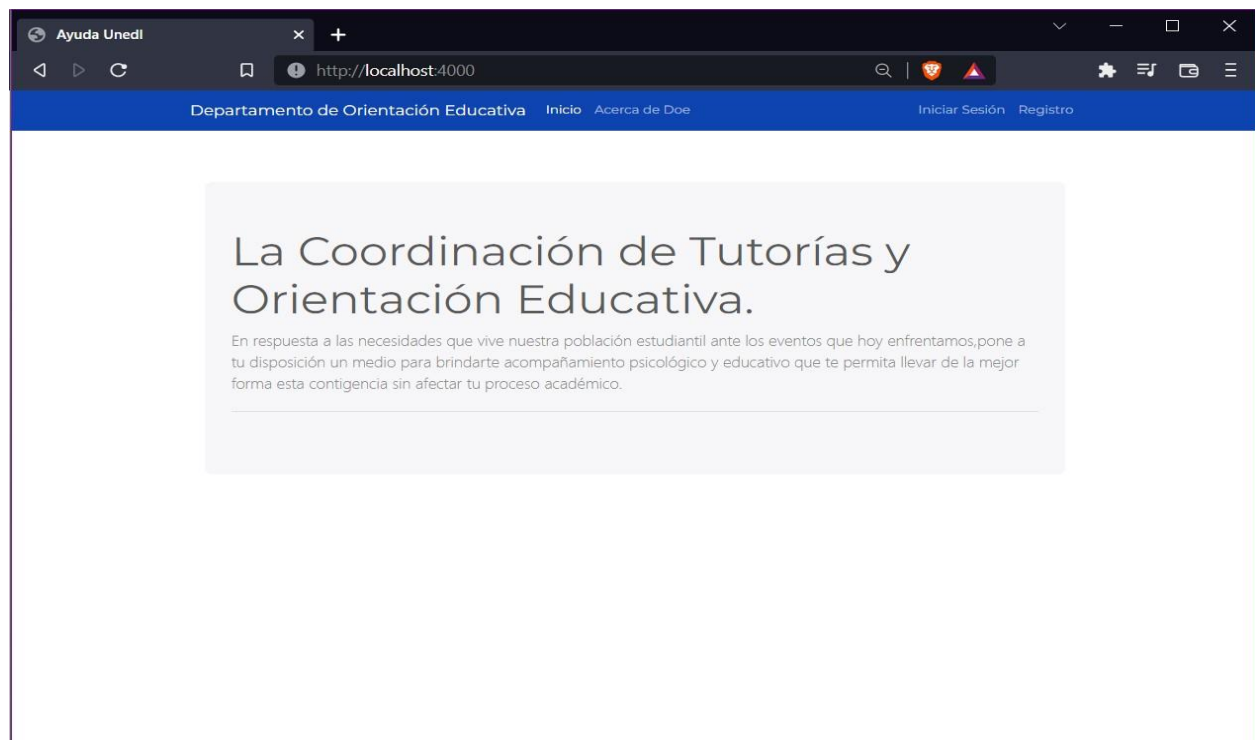 Ayuda Unedl
http://localhost:4000
Departamento de Orientación Educativa Inicio Acerca de Doe Iniciar Sesión Registro
La Coordinación de Tutorías y
Orientación Educativa.
En respuesta a las necesidades que vive nuestra población estudiantil ante los eventos que hoy enfrentamos,pone a
tu disposición un medio para brindarte acompañamiento psicológico y educativo que te permita llevar de la mejor
forma esta contigencia sin afectar tu proceso académico.